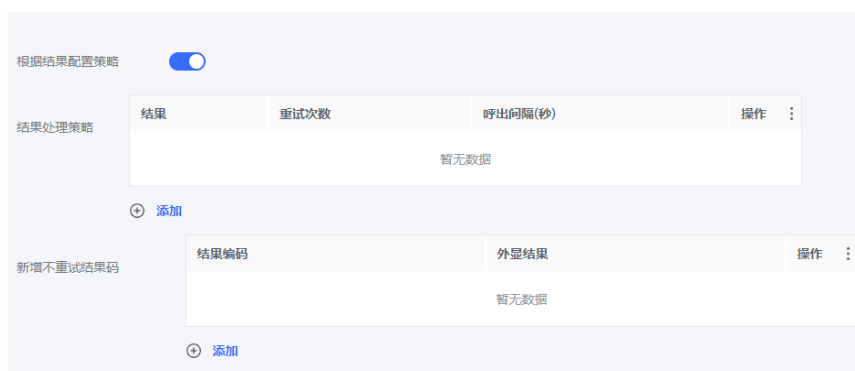 根据结果配置策略
结果处理策略
结果 重试次数 呼出间隔(秒) 操作
暂无数据
添加
新增不重试结果码
结果编码 外显结果 操作
暂无数据
添加